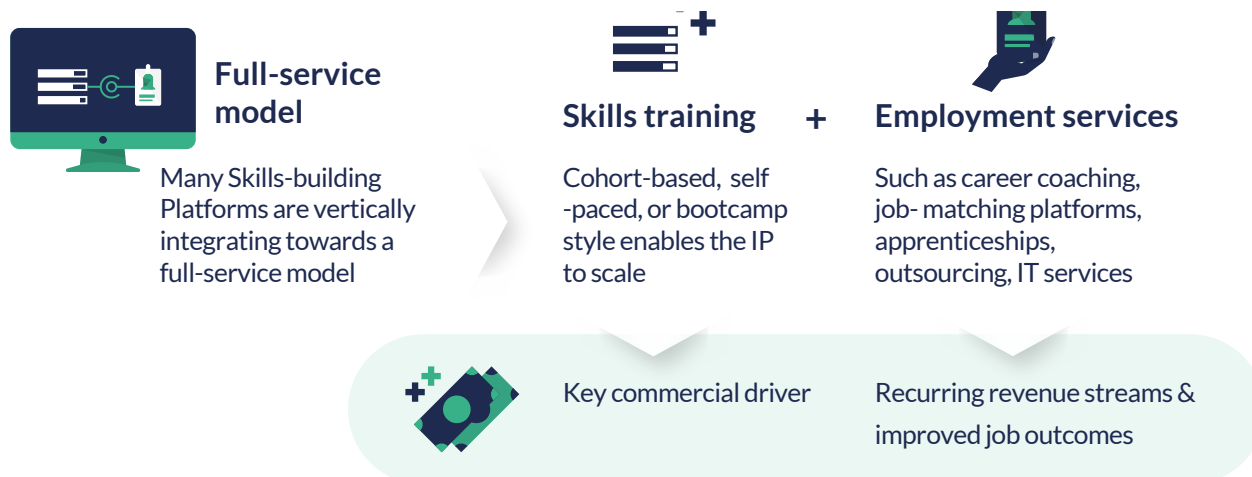 Full-service
model
Many Skills-building
Platforms are vertically
integrating towards a
full-service model
Skills training
+
Employment services
Cohort-based, self
-paced, or bootcamp
style enables the IP
to scale
Such as career coaching,
job- matching platforms,
apprenticeships,
outsourcing, IT services
Key commercial driver
Recurring revenue streams &
improved job outcomes